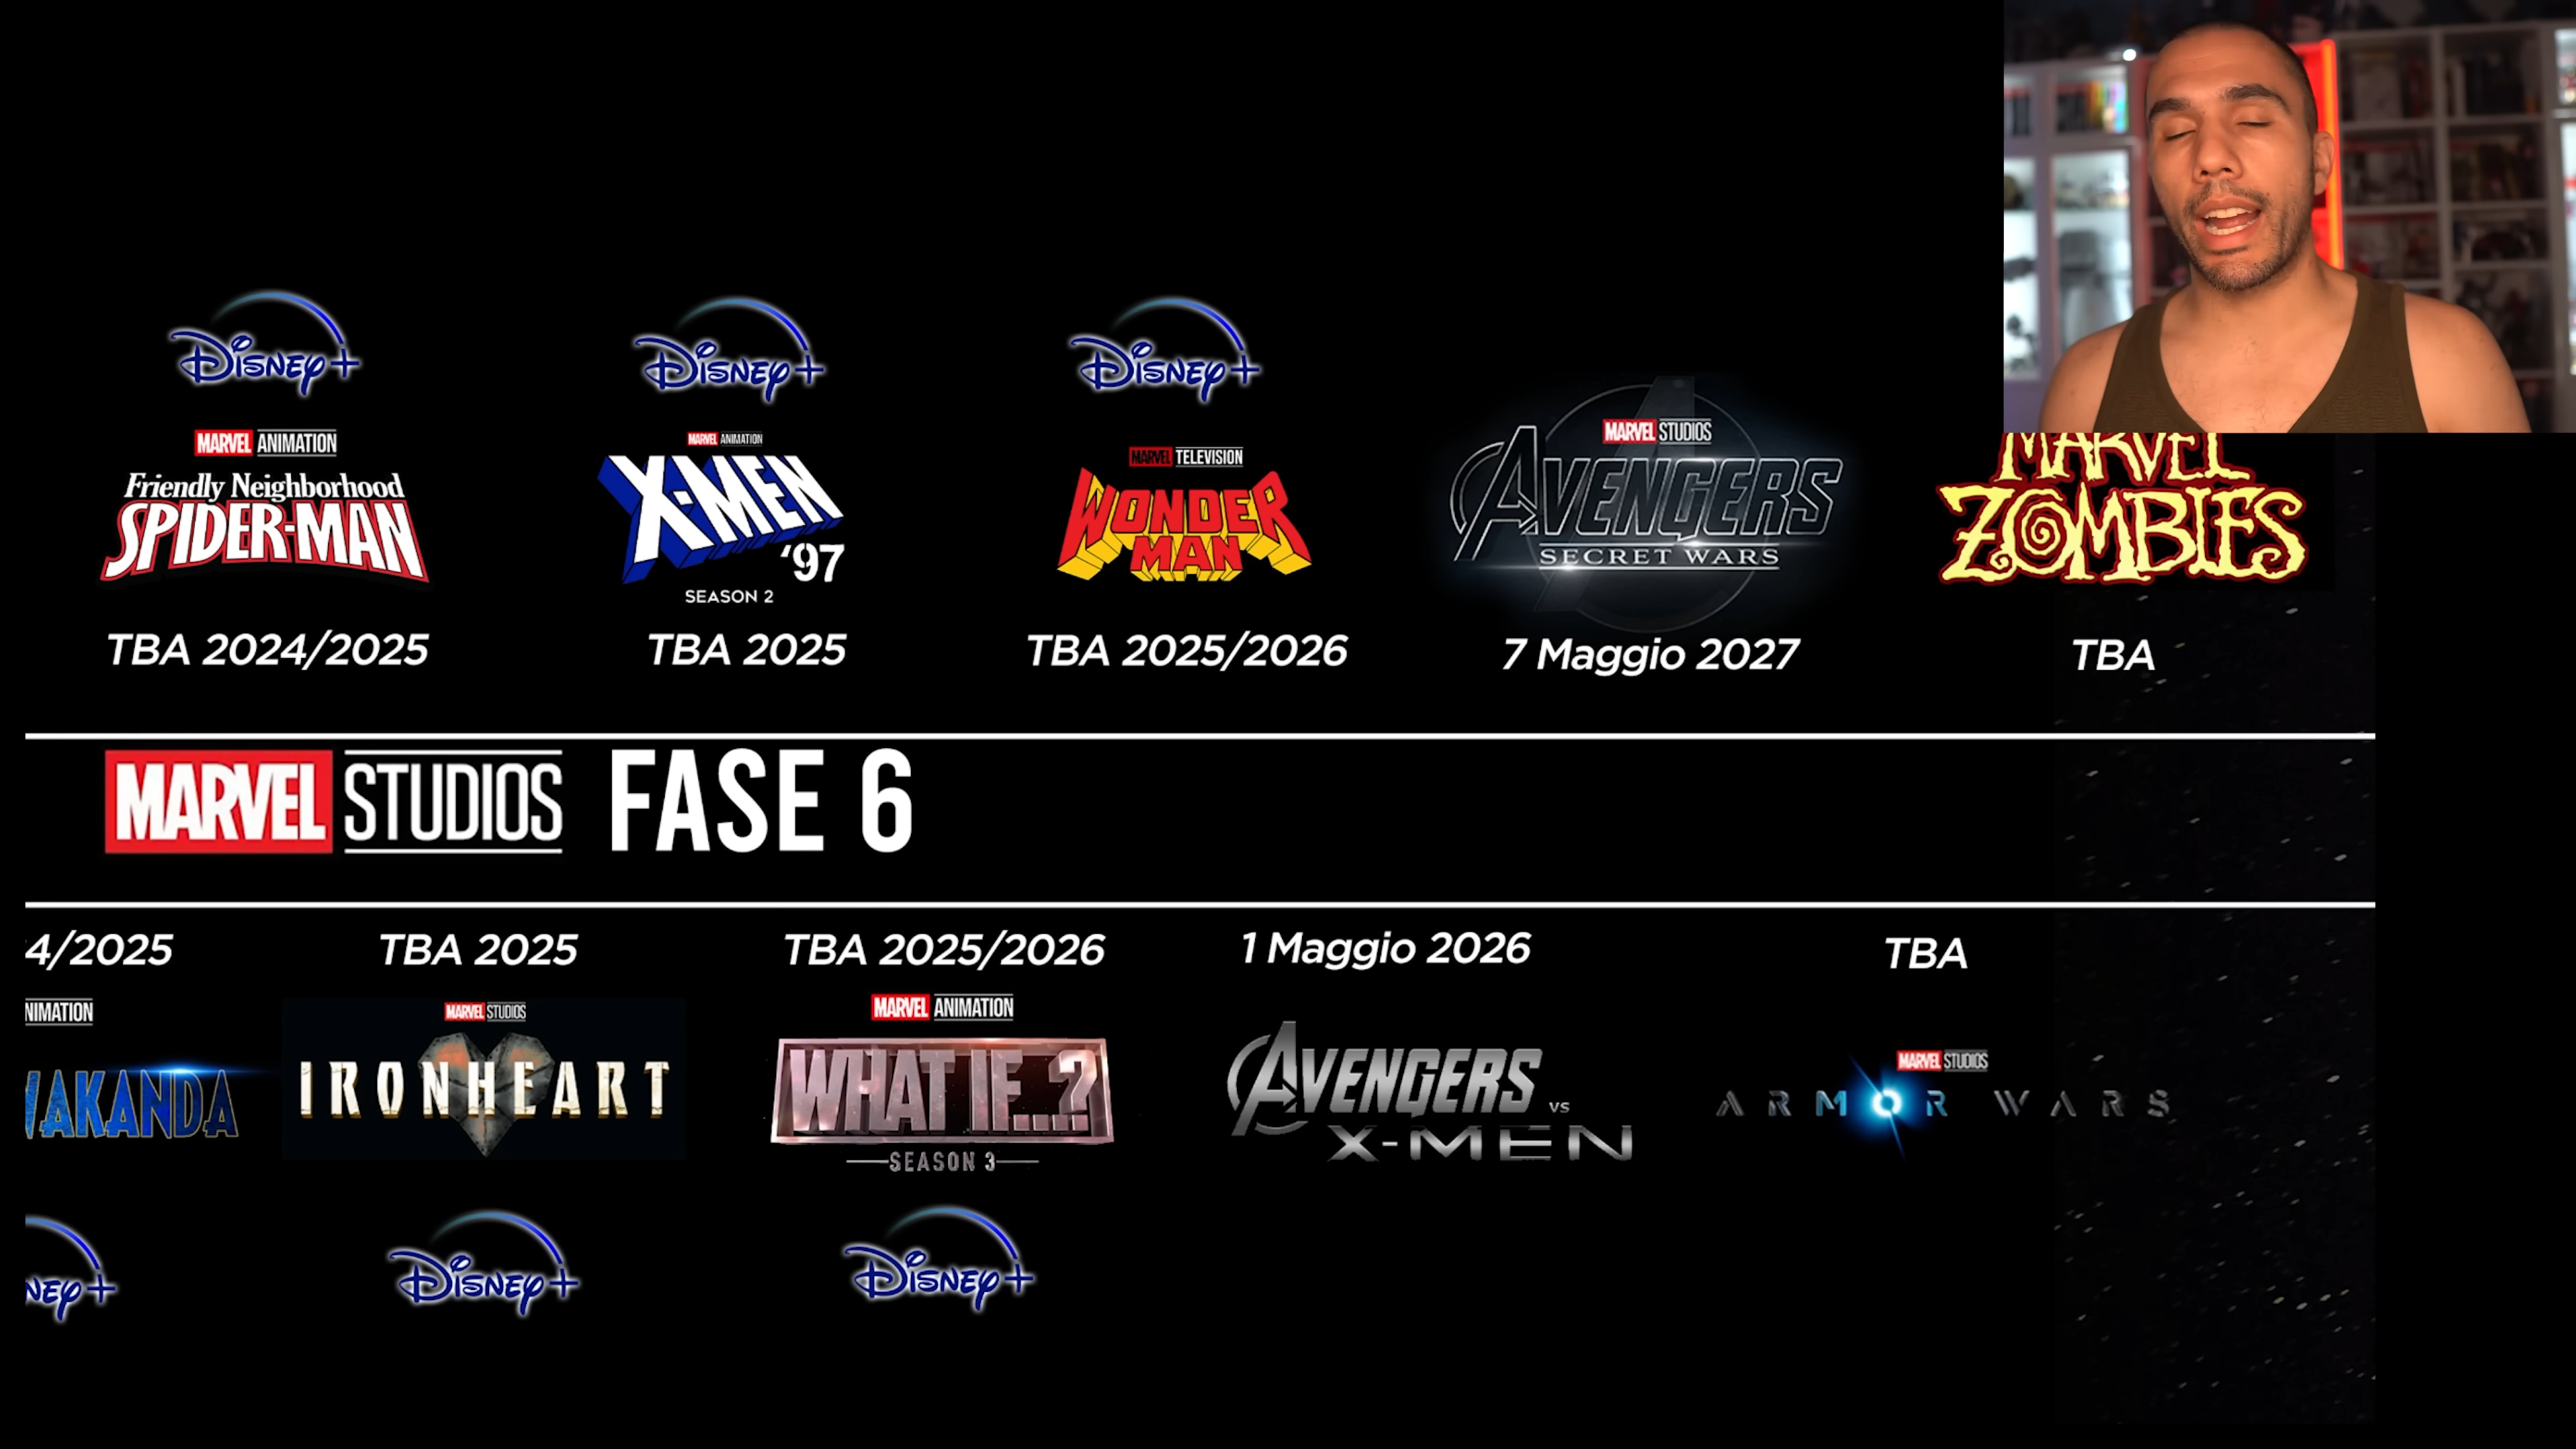 Disney+
MARVEL ANIMATION
Friendly Neighborhood
SPIDER-MAN
TBA 2024/2025
Disney+
MARVEL ANIMATION
X-MEN
'97
SEASON 2
TBA 2025
Disney+
MARVEL TELEVISION
WONDER
MAN
TBA 2025/2026
MARVEL STUDIOS
AVENGERS
SECRET WARS
7 Maggio 2027
MARVEL
ZOMBIES
TBA
MARVEL STUDIOS FASE 6
4/2025
NIMATION
AKANDA
NEY+
TBA 2025
MARVEL STUDIOS
IRONHEART
Disney+
TBA 2025/2026
MARVEL ANIMATION
WHAT IF...?
SEASON 3
Disney+
1 Maggio 2026
AVENGERS
VS
X-MEN
TBA
MARVEL STUDIOS
ARMOR WARS